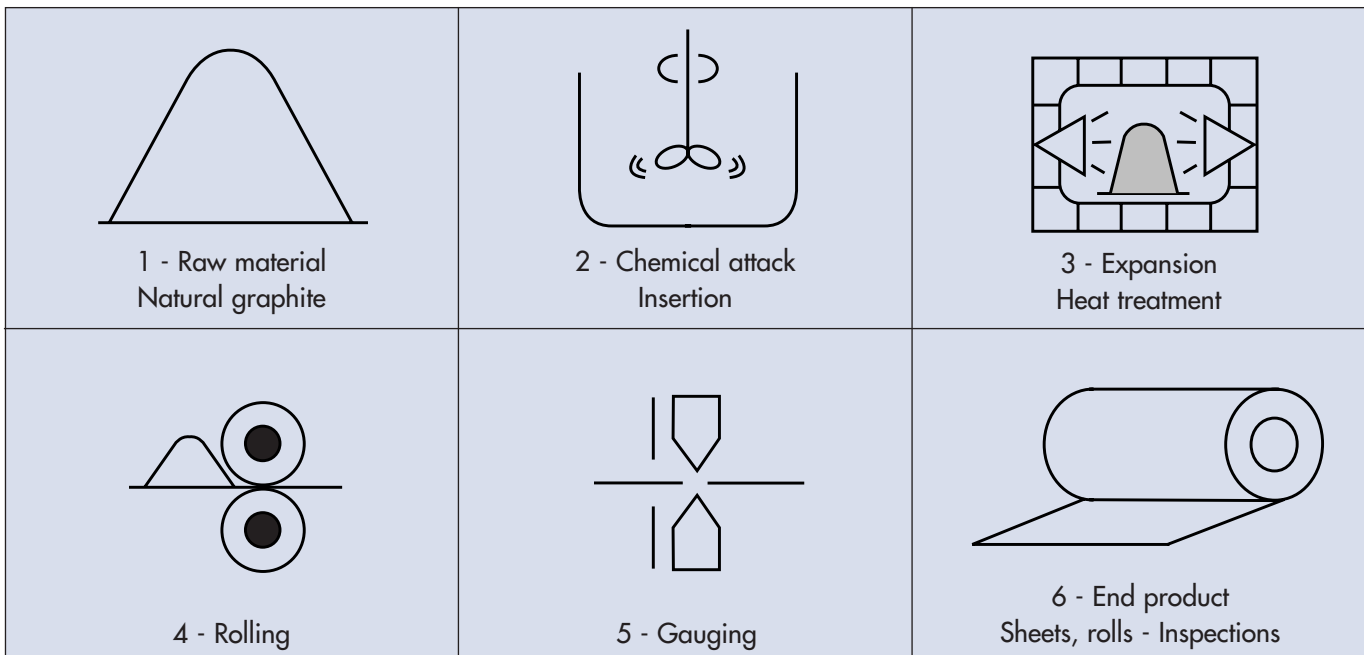 1 - Raw material
Natural graphite
2 - Chemical attack
Insertion
3 - Expansion
Heat treatment
4 - Rolling
5 - Gauging
6 - End product
Sheets, rolls - Inspections